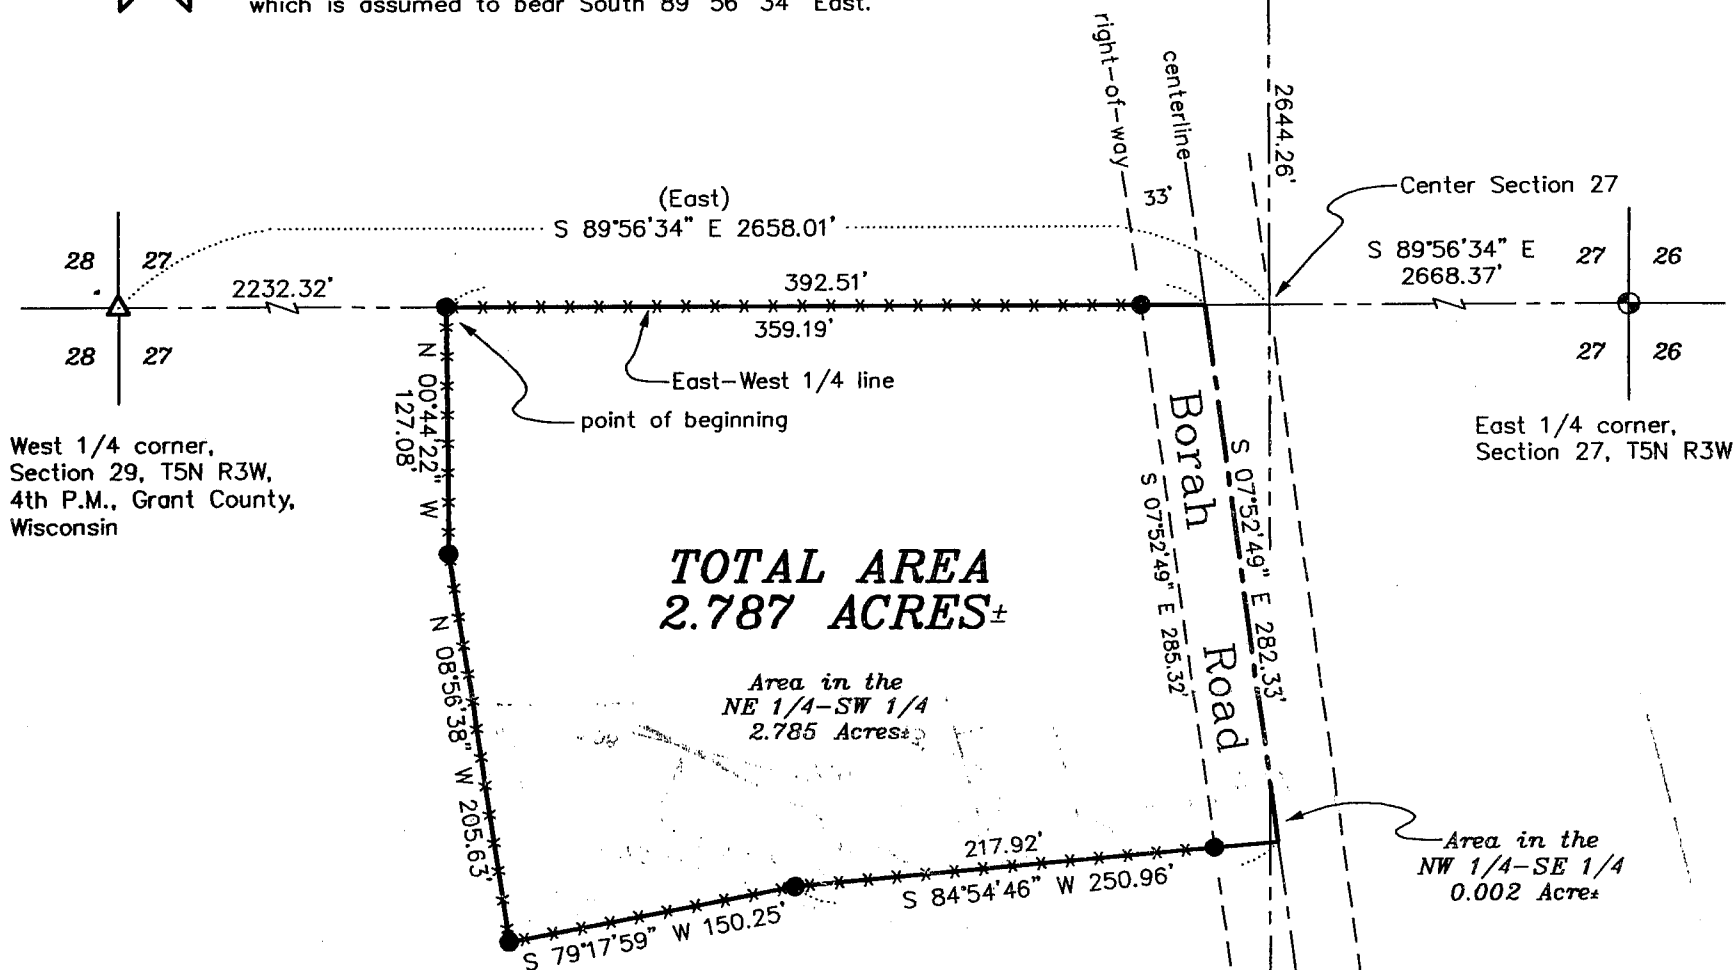 which is assumed to bear South 89°56'34" East.
right-of-way
centerline
2644.26'
33'
Center Section 27
(East)
S 89°56'34" E 2658.01'
S 89°56'34" E
2668.37'
28 27
27 26
2232.32'
392.51'
359.19'
28 27
27 26
East-West 1/4 line
point of beginning
N 00°44'22" W
127.08'
West 1/4 corner,
Section 29, T5N R3W,
4th P.M., Grant County,
Wisconsin
East 1/4 corner,
Section 27, T5N R3W
Borah Road
S 07°52'49" E 282.33'
S 07°52'49" E 285.32'
TOTAL AREA
2.787 ACRES±
Area in the
NE 1/4-SW 1/4
2.785 Acres±
N 08°56'38" W 205.63'
217.92'
S 84°54'46" W 250.96'
S 79°17'59" W 150.25'
Area in the
NW 1/4-SE 1/4
0.002 Acre±